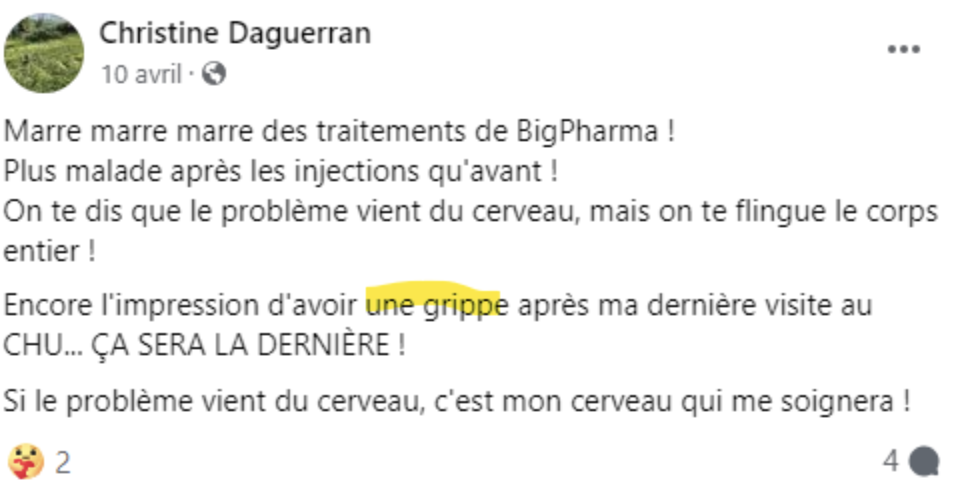 Christine Daguerran
10 avril ·
Marre marre marre des traitements de BigPharma !
Plus malade après les injections qu'avant !
On te dis que le problème vient du cerveau, mais on te flingue le corps
entier !
Encore l'impression d'avoir une grippe après ma dernière visite au
CHU... ÇA SERA LA DERNIÈRE !
Si le problème vient du cerveau, c'est mon cerveau qui me soignera !
2 4